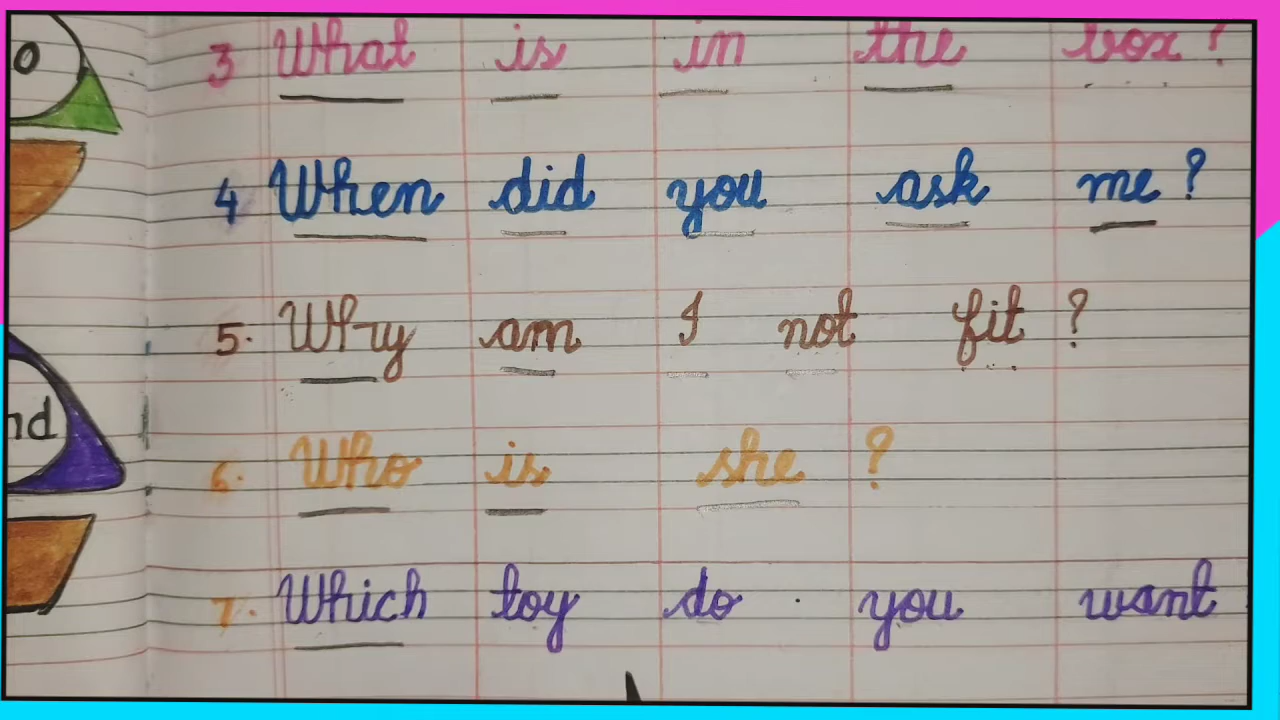 o
3 What is in the box ?
4 When did you ask me ?
5. Why am I not fit ?
nd
6. Who is she ?
7. Which toy do . you want